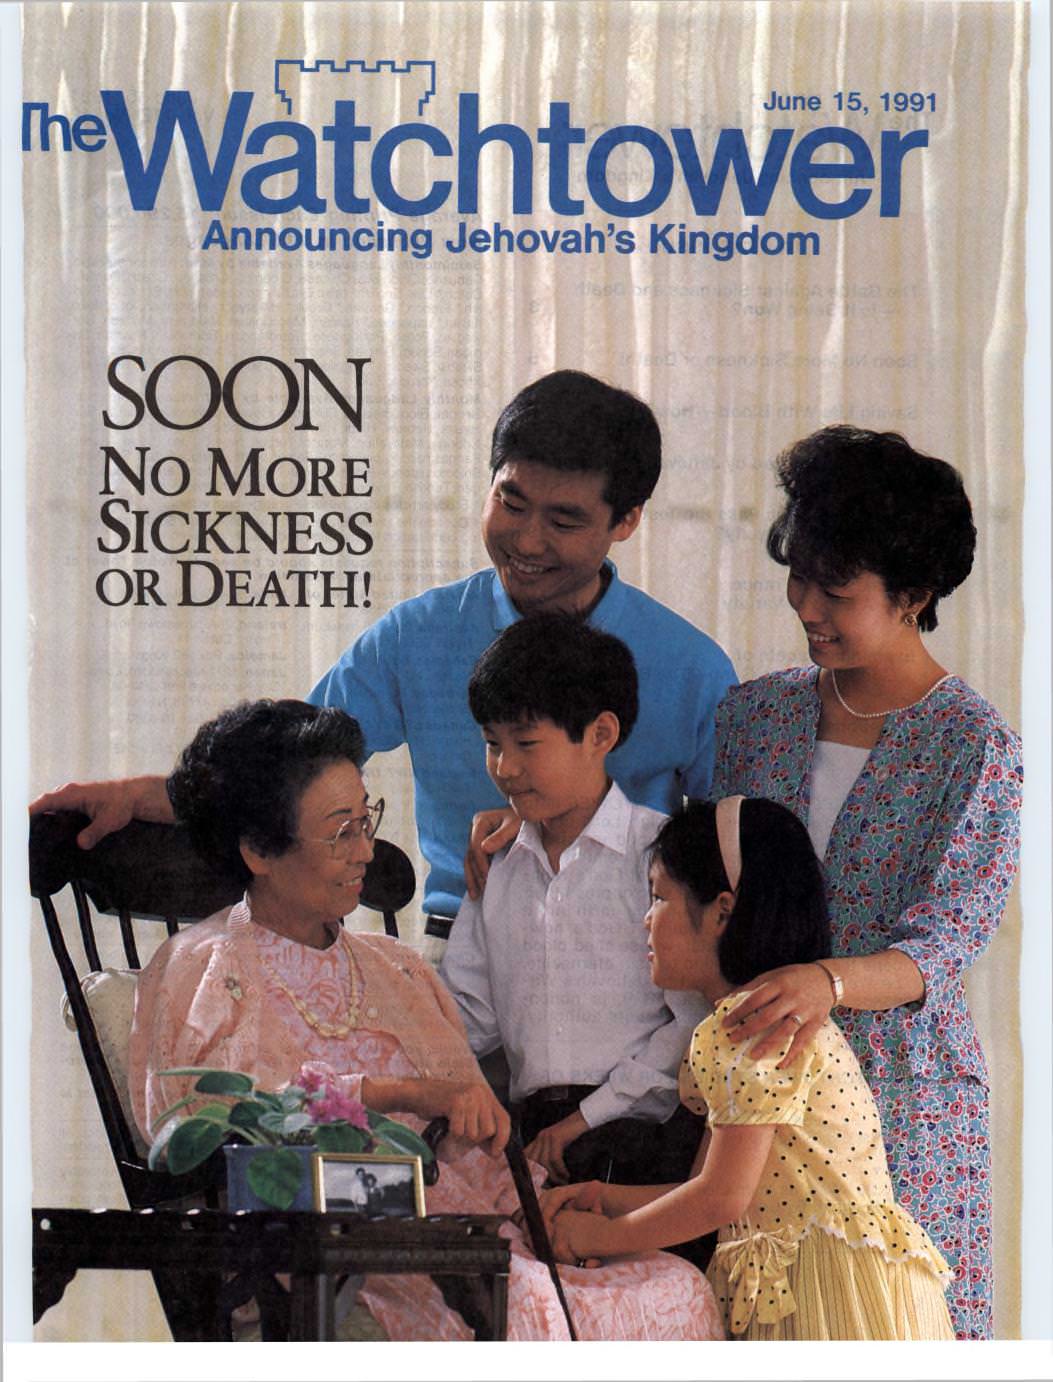 June 15, 1991
The Watchtower
Announcing Jehovah's Kingdom
SOON
NO MORE
SICKNESS
OR DEATH!